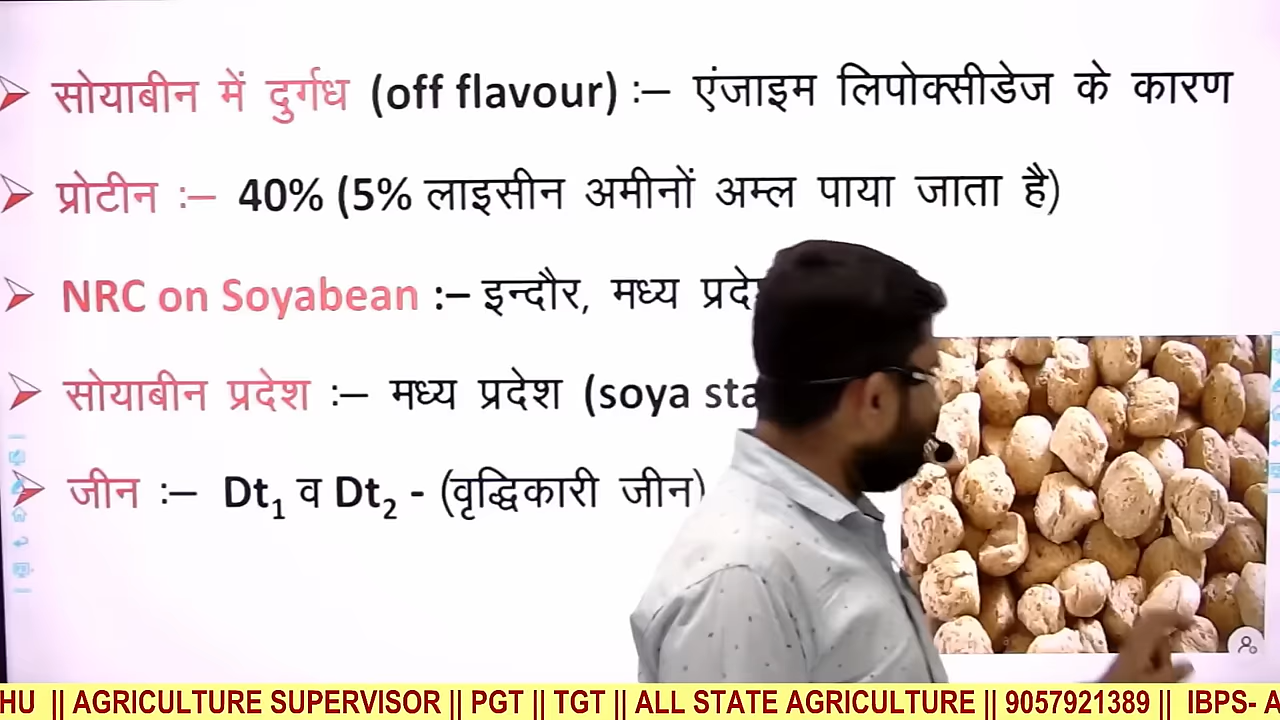 सोयाबीन में दुर्गध (off flavour) :– एंजाइम लिपोक्सीडेज के कारण
प्रोटीन :– 40% (5% लाइसीन अमीनों अम्ल पाया जाता है)
NRC on Soyabean :– इन्दौर, मध्य
सोयाबीन प्रदेश :– मध्य प्रदेश (soya
जीन :– Dt1 व Dt2 - (वृद्धिकारी जीन)
HU || AGRICULTURE SUPERVISOR || PGT || TGT || ALL STATE AGRICULTURE || 9057921389 || IBPS- A